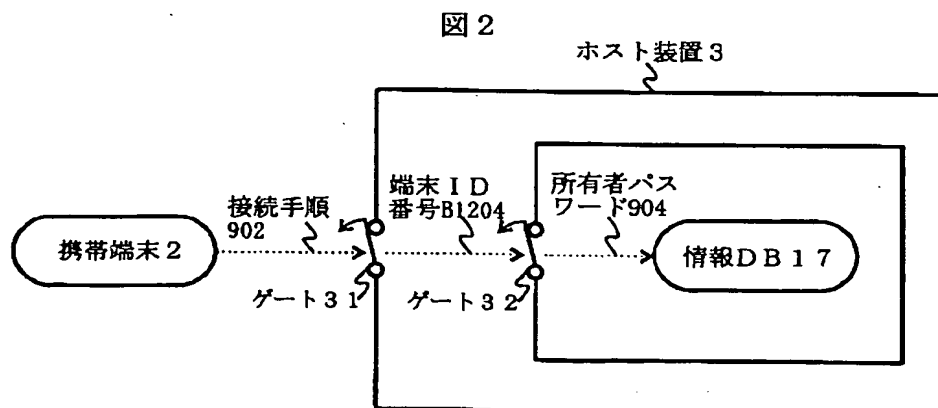 図２
ホスト装置３
接続手順
902
端末ＩＤ
番号B1204
所有者パス
ワード904
携帯端末２
情報ＤＢ１７
ゲート３１
ゲート３２